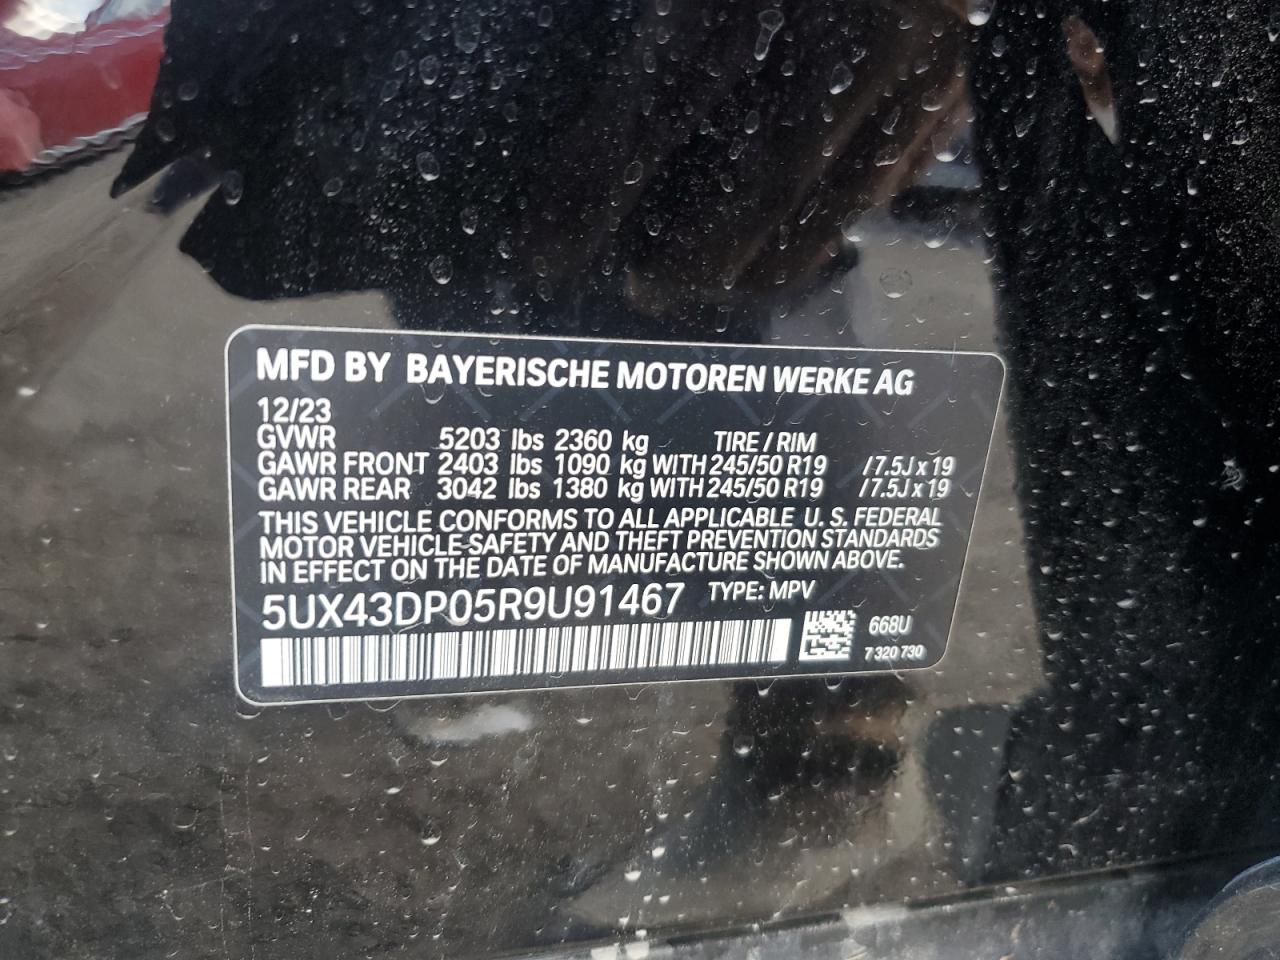 MFD BY BAYERISCHE MOTOREN WERKE AG
12/23
GVWR 5203 lbs 2360 kg TIRE / RIM
GAWR FRONT 2403 lbs 1090 kg WITH 245/50 R19 / 7.5J x 19
GAWR REAR 3042 lbs 1380 kg WITH 245/50 R19 / 7.5J x 19
THIS VEHICLE CONFORMS TO ALL APPLICABLE U. S. FEDERAL
MOTOR VEHICLE SAFETY AND THEFT PREVENTION STANDARDS
IN EFFECT ON THE DATE OF MANUFACTURE SHOWN ABOVE.
5UX43DP05R9U91467 TYPE: MPV
668U
7 320 730